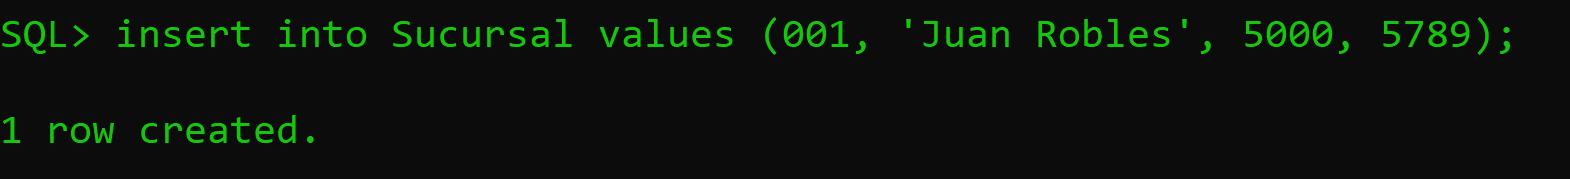 SQL> insert into Sucursal values (001, 'Juan Robles', 5000, 5789);
1 row created.